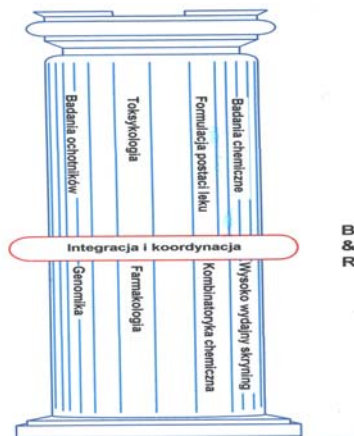 Badania ochotników
Toksykologia
Formulacja postaci leku
Badania chemiczne
Integracja i koordynacja
Genomika
Farmakologia
Kombinatoryka chemiczna
Wysoko wydajny skryning
B
&
R